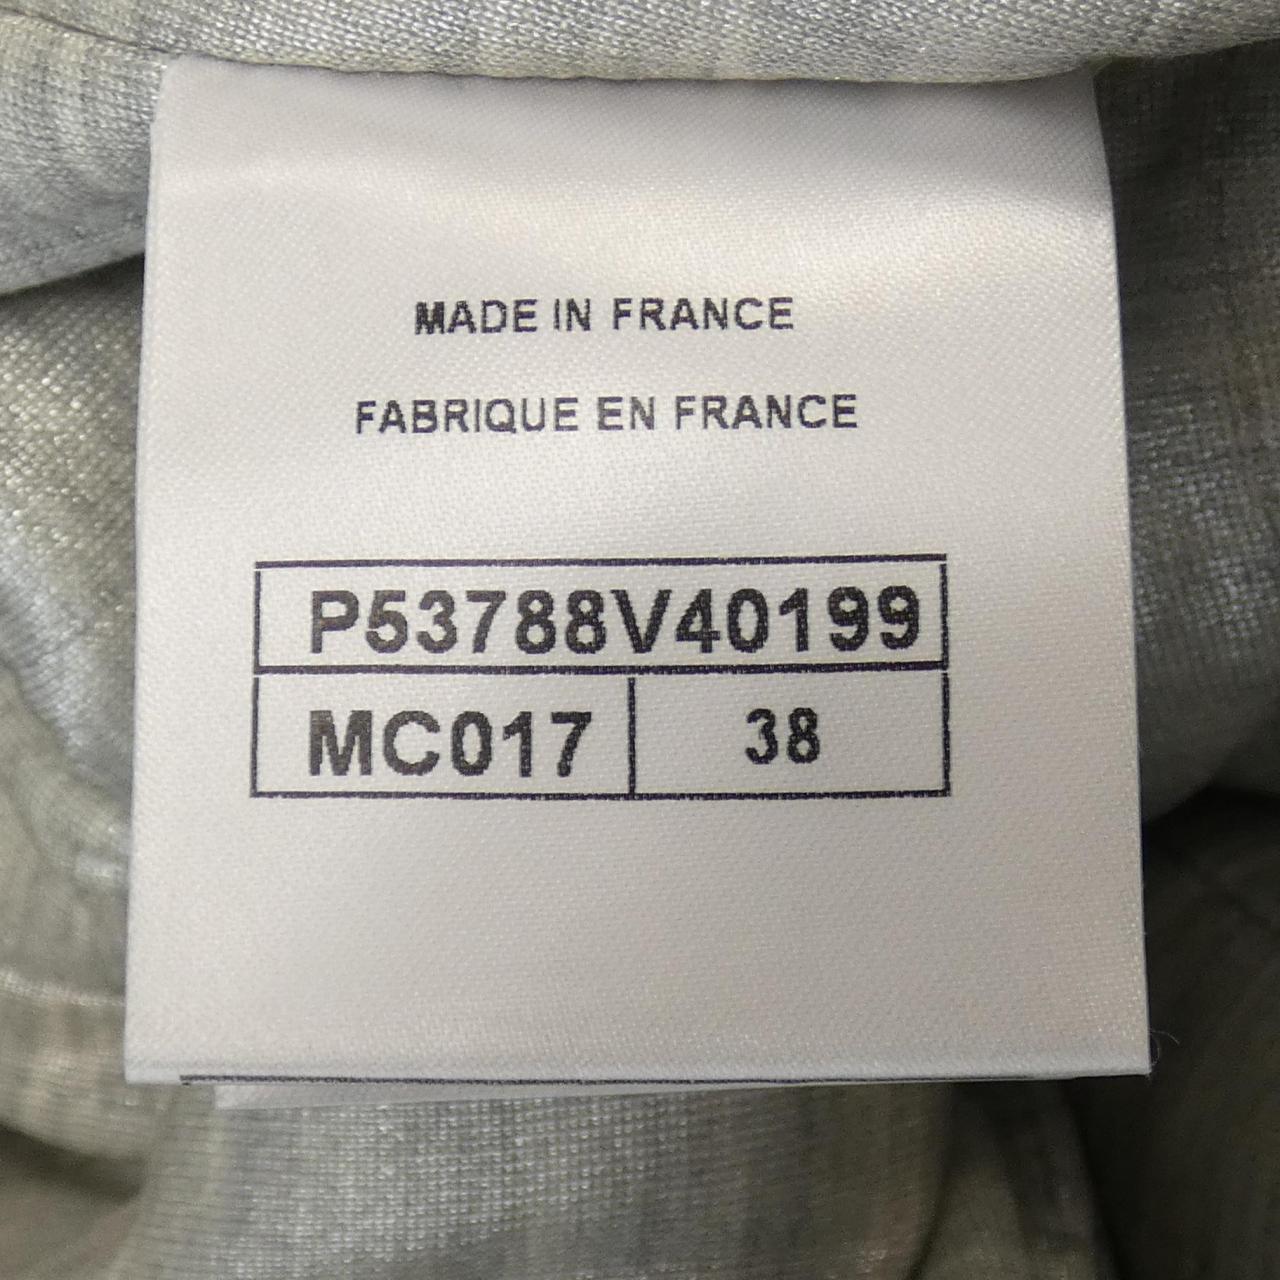 MADE IN FRANCE
FABRIQUE EN FRANCE
P53788V40199
MC017 38